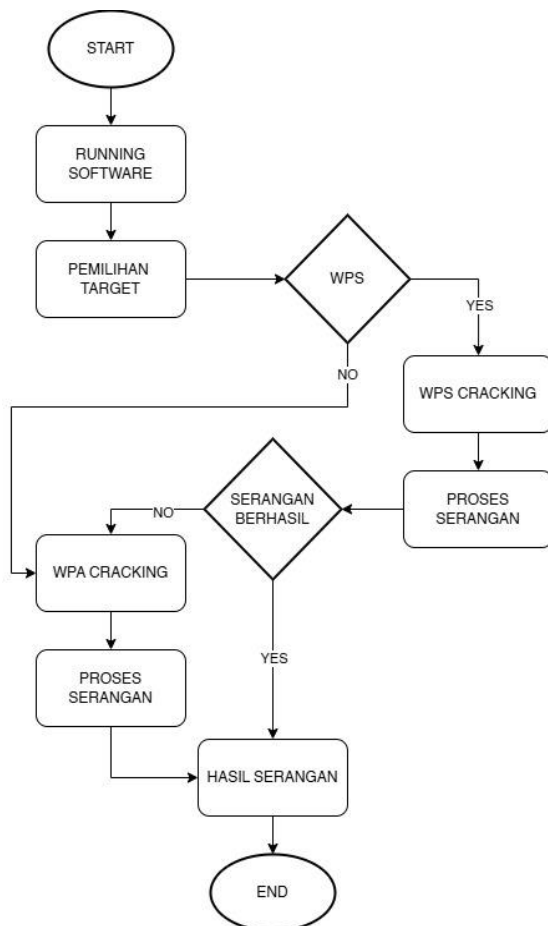 START
RUNNING
SOFTWARE
PEMILIHAN
TARGET
WPS
YES
NO
WPS CRACKING
PROSES
SERANGAN
SERANGAN
BERHASIL
NO
WPA CRACKING
YES
PROSES
SERANGAN
HASIL SERANGAN
END